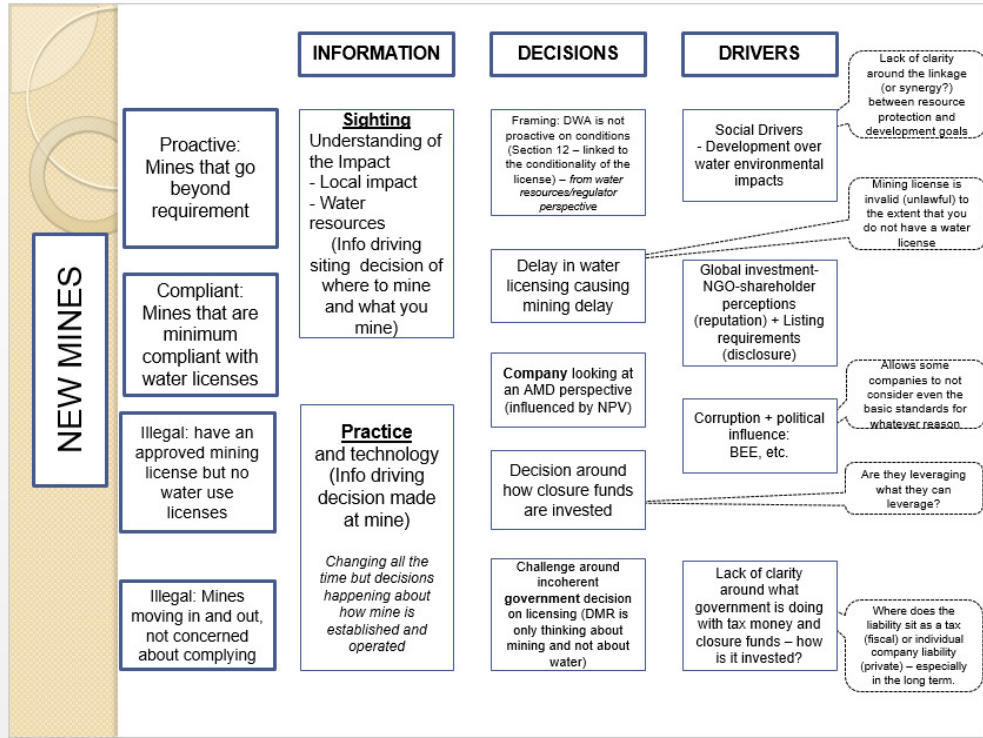 NEW MINES
Proactive:
Mines that go
beyond
requirement
Compliant:
Mines that are
minimum
compliant with
water licenses
Illegal: have an
approved mining
license but no
water use
licenses
Illegal: Mines
moving in and out,
not concerned
about complying
INFORMATION
Sighting
Understanding of
the Impact
- Local impact
- Water
resources
(Info driving
siting decision of
where to mine
and what you
mine)
Practice
and technology
(Info driving
decision made
at mine)
Changing all the
time but decisions
happening about
how mine is
established and
operated
DECISIONS
Framing: DWA is not
proactive on conditions
(Section 12 – linked
to the conditionality of the
license) – from water
resources/regulator
perspective
Delay in water
licensing causing
mining delay
Company looking at
an AMD perspective
(influenced by NPV)
Decision around
how closure funds
are invested
Challenge around
incoherent
government decision
on licensing (DMR is
only thinking about
mining and not about
water)
DRIVERS
Social Drivers
- Development over
water environmental
impacts
Global investment-
NGO-shareholder
perceptions
(reputation) + Listing
requirements
(disclosure)
Corruption + political
influence:
BEE, etc.
Lack of clarity
around what
government is doing
with tax money and
closure funds – how
is it invested?
Lack of clarity
around the linkage
(or synergy?)
between resource
protection and
development goals
Mining license is
invalid (unlawful) to
the extent that you
do not have a water
license
Allows some
companies to not
consider even the
basic standards for
whatever reason
Are they leveraging
what they can
leverage?
Where does the
liability sit as a tax
(fiscal) or individual
company liability
(private) – especially
in the long term.